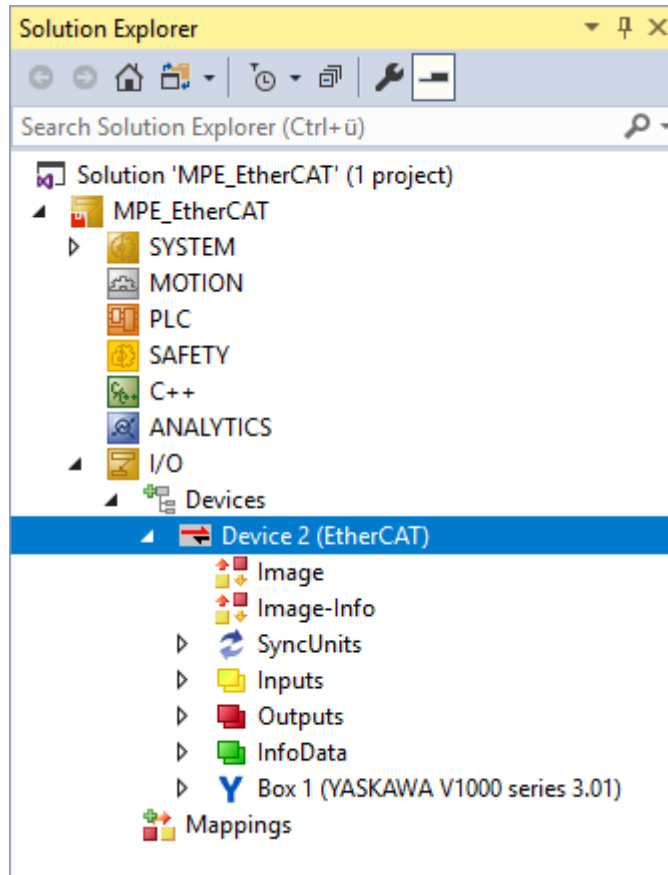 Solution Explorer
Search Solution Explorer (Ctrl+ü)
Solution 'MPE_EtherCAT' (1 project)
MPE_EtherCAT
SYSTEM
MOTION
PLC
SAFETY
C++
ANALYTICS
I/O
Devices
Device 2 (EtherCAT)
Image
Image-Info
SyncUnits
Inputs
Outputs
InfoData
Box 1 (YASKAWA V1000 series 3.01)
Mappings